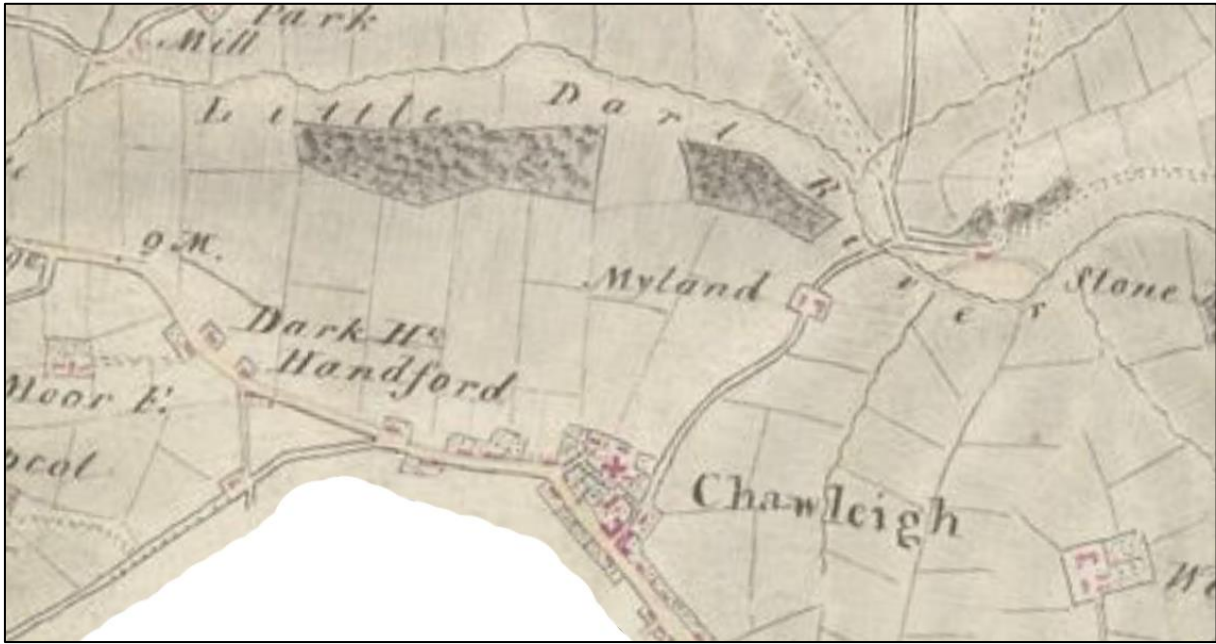 Park
Mill
Little Dart River
9 M.
Myland
Stone
Dark Ho
Handford
Moor F.
Chawleigh